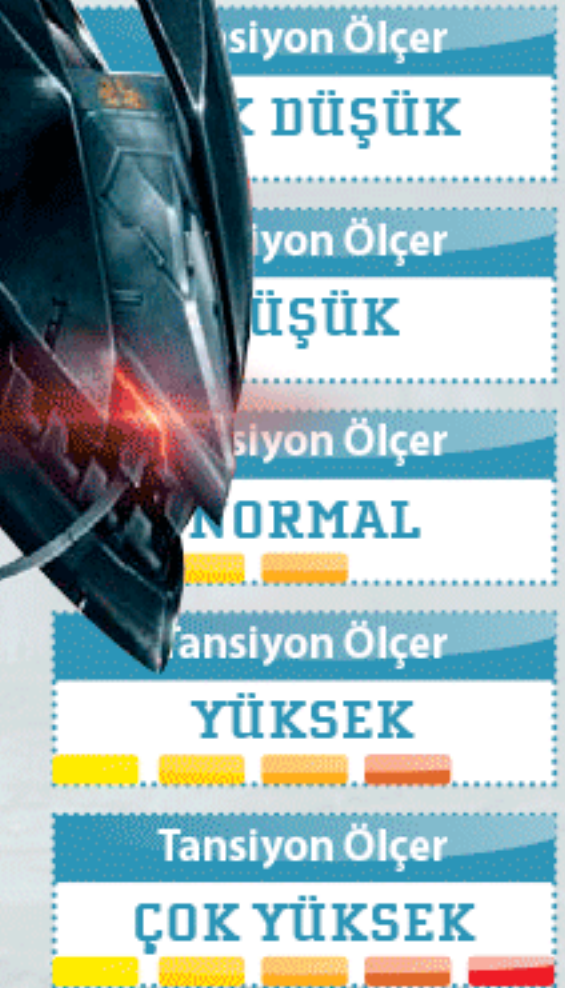 Ölçer
DÜŞÜK
Ölçer
Ölçer
NORMAL
Tansiyon Ölçer
YÜKSEK
Tansiyon Ölçer
ÇOK YÜKSEK